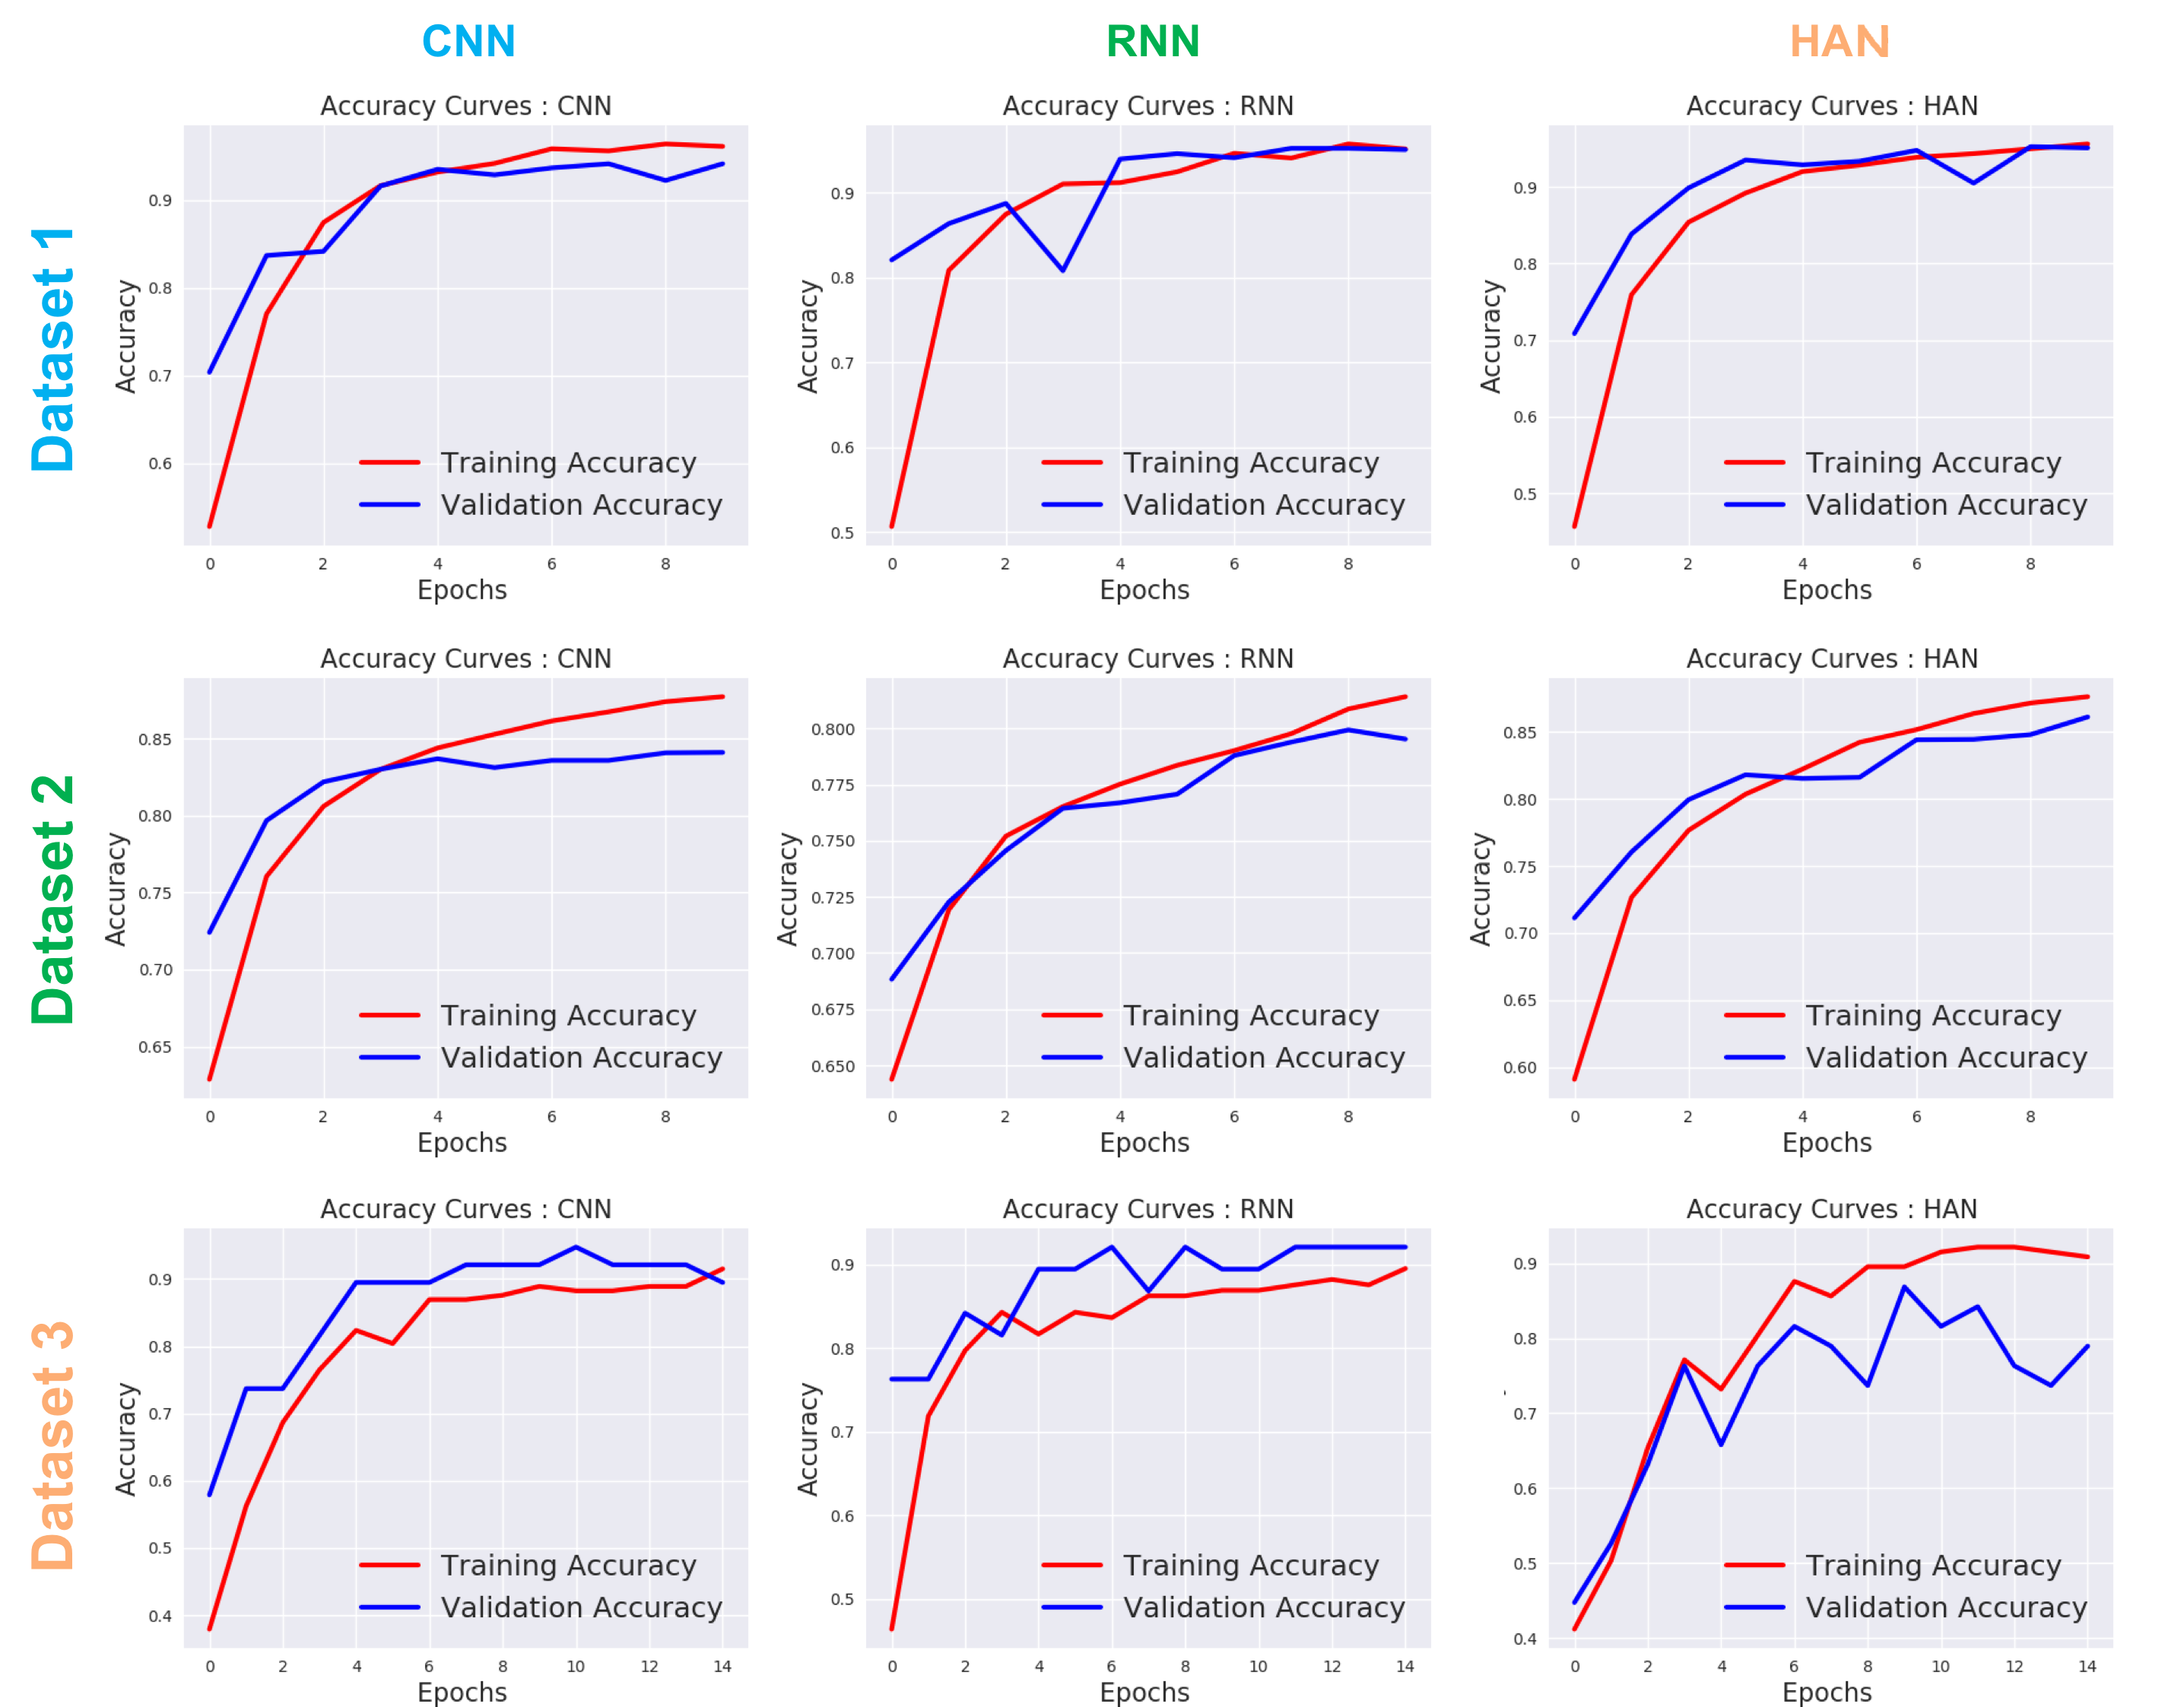 CNN RNN HAN
Dataset 1
Accuracy Curves : CNN
Accuracy
0.9
0.8
0.7
0.6
Training Accuracy
Validation Accuracy
0 2 4 6 8
Epochs
Accuracy Curves : RNN
Accuracy
0.9
0.8
0.7
0.6
0.5
Training Accuracy
Validation Accuracy
0 2 4 6 8
Epochs
Accuracy Curves : HAN
Accuracy
0.9
0.8
0.7
0.6
0.5
Training Accuracy
Validation Accuracy
0 2 4 6 8
Epochs
Dataset 2
Accuracy Curves : CNN
Accuracy
0.85
0.80
0.75
0.70
0.65
Training Accuracy
Validation Accuracy
0 2 4 6 8
Epochs
Accuracy Curves : RNN
Accuracy
0.800
0.775
0.750
0.725
0.700
0.675
0.650
Training Accuracy
Validation Accuracy
0 2 4 6 8
Epochs
Accuracy Curves : HAN
Accuracy
0.85
0.80
0.75
0.70
0.65
0.60
Training Accuracy
Validation Accuracy
0 2 4 6 8
Epochs
Dataset 3
Accuracy Curves : CNN
Accuracy
0.9
0.8
0.7
0.6
0.5
0.4
Training Accuracy
Validation Accuracy
0 2 4 6 8 10 12 14
Epochs
Accuracy Curves : RNN
Accuracy
0.9
0.8
0.7
0.6
0.5
Training Accuracy
Validation Accuracy
0 2 4 6 8 10 12 14
Epochs
Accuracy Curves : HAN
0.9
0.8
0.7
0.6
0.5
0.4
Training Accuracy
Validation Accuracy
0 2 4 6 8 10 12 14
Epochs